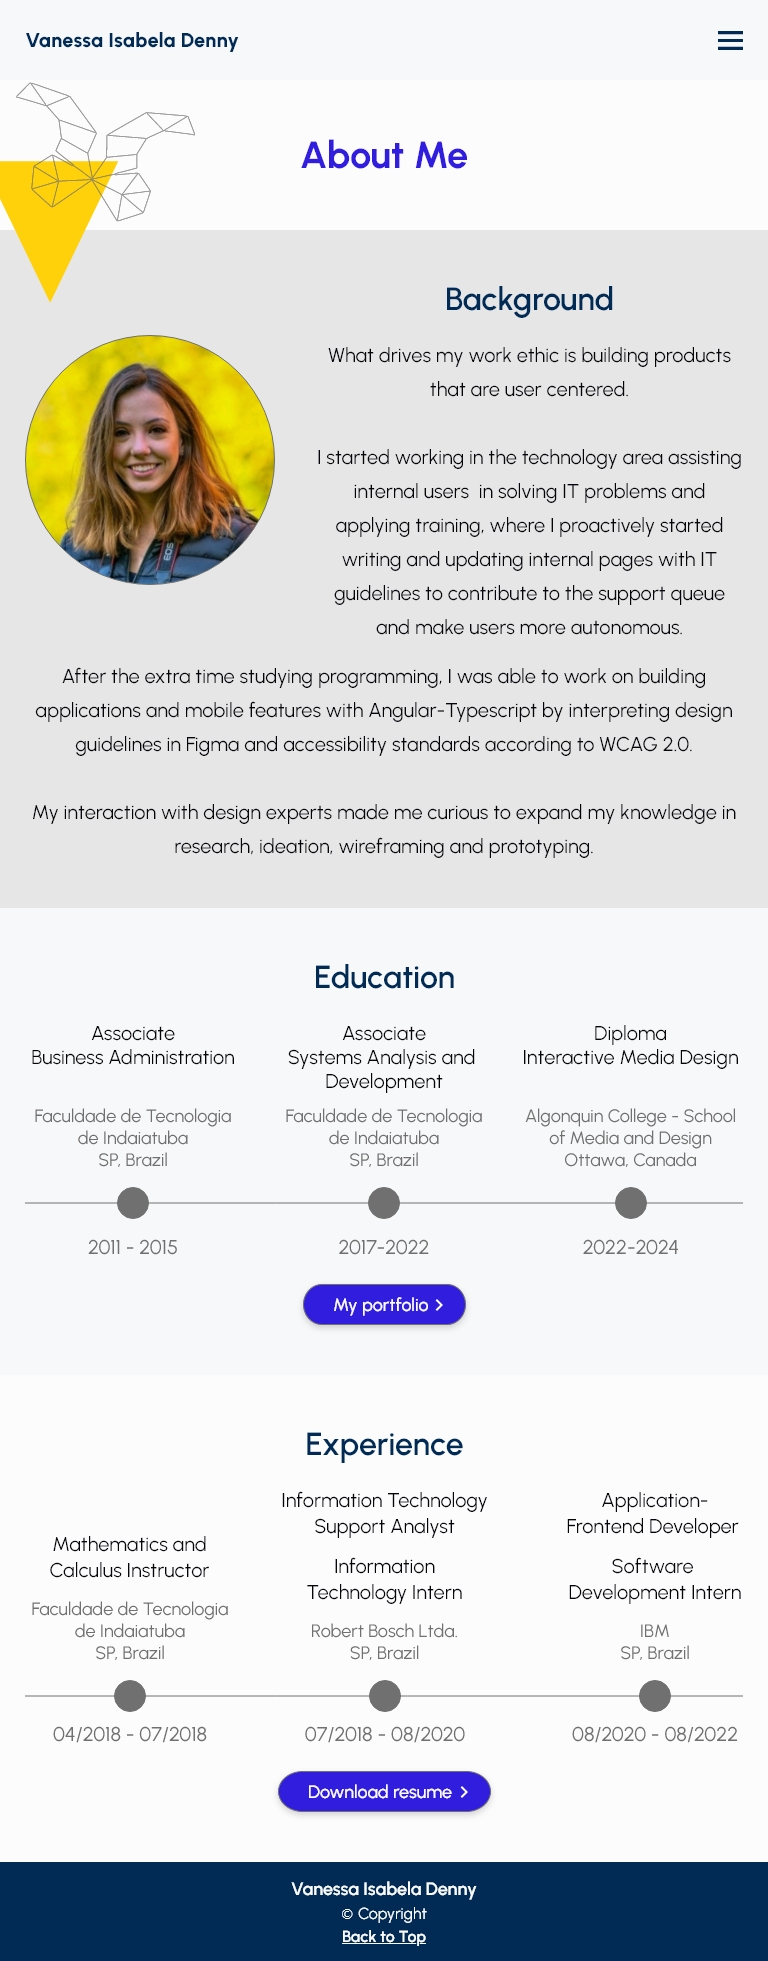 Vanessa Isabela Denny
About Me
Background
What drives my work ethic is building products
that are user centered.
I started working in the technology area assisting
internal users in solving IT problems and
applying training, where I proactively started
writing and updating internal pages with IT
guidelines to contribute to the support queue
and make users more autonomous.
After the extra time studying programming, I was able to work on building
applications and mobile features with Angular-Typescript by interpreting design
guidelines in Figma and accessibility standards according to WCAG 2.0.
My interaction with design experts made me curious to expand my knowledge in
research, ideation, wireframing and prototyping.
Education
Associate
Business Administration
Faculdade de Tecnologia
de Indaiatuba
SP, Brazil
2011 - 2015
Associate
Systems Analysis and
Development
Faculdade de Tecnologia
de Indaiatuba
SP, Brazil
2017-2022
Diploma
Interactive Media Design
Algonquin College - School
of Media and Design
Ottawa, Canada
2022-2024
My portfolio
Experience
Mathematics and
Calculus Instructor
Faculdade de Tecnologia
de Indaiatuba
SP, Brazil
04/2018 - 07/2018
Information Technology
Support Analyst
Information
Technology Intern
Robert Bosch Ltda.
SP, Brazil
07/2018 - 08/2020
Application-
Frontend Developer
Software
Development Intern
IBM
SP, Brazil
08/2020 - 08/2022
Download resume
Vanessa Isabela Denny
© Copyright
Back to Top